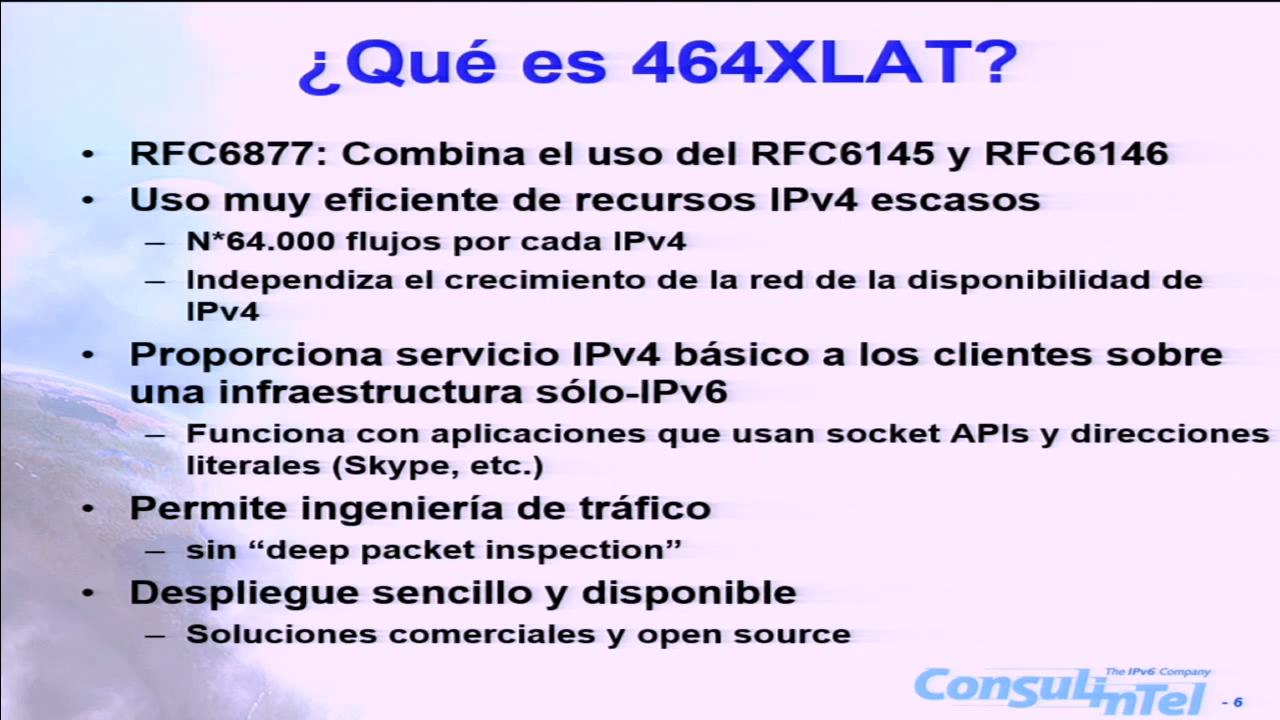 ¿Qué es 464XLAT?
• RFC6877: Combina el uso del RFC6145 y RFC6146
• Uso muy eficiente de recursos IPv4 escasos
– N*64.000 flujos por cada IPv4
– Independiza el crecimiento de la red de la disponibilidad de
IPv4
• Proporciona servicio IPv4 básico a los clientes sobre
una infraestructura sólo-IPv6
– Funciona con aplicaciones que usan socket APIs y direcciones
literales (Skype, etc.)
• Permite ingeniería de tráfico
– sin “deep packet inspection”
• Despliegue sencillo y disponible
– Soluciones comerciales y open source
The IPv6 Company
Consulintel
- 6